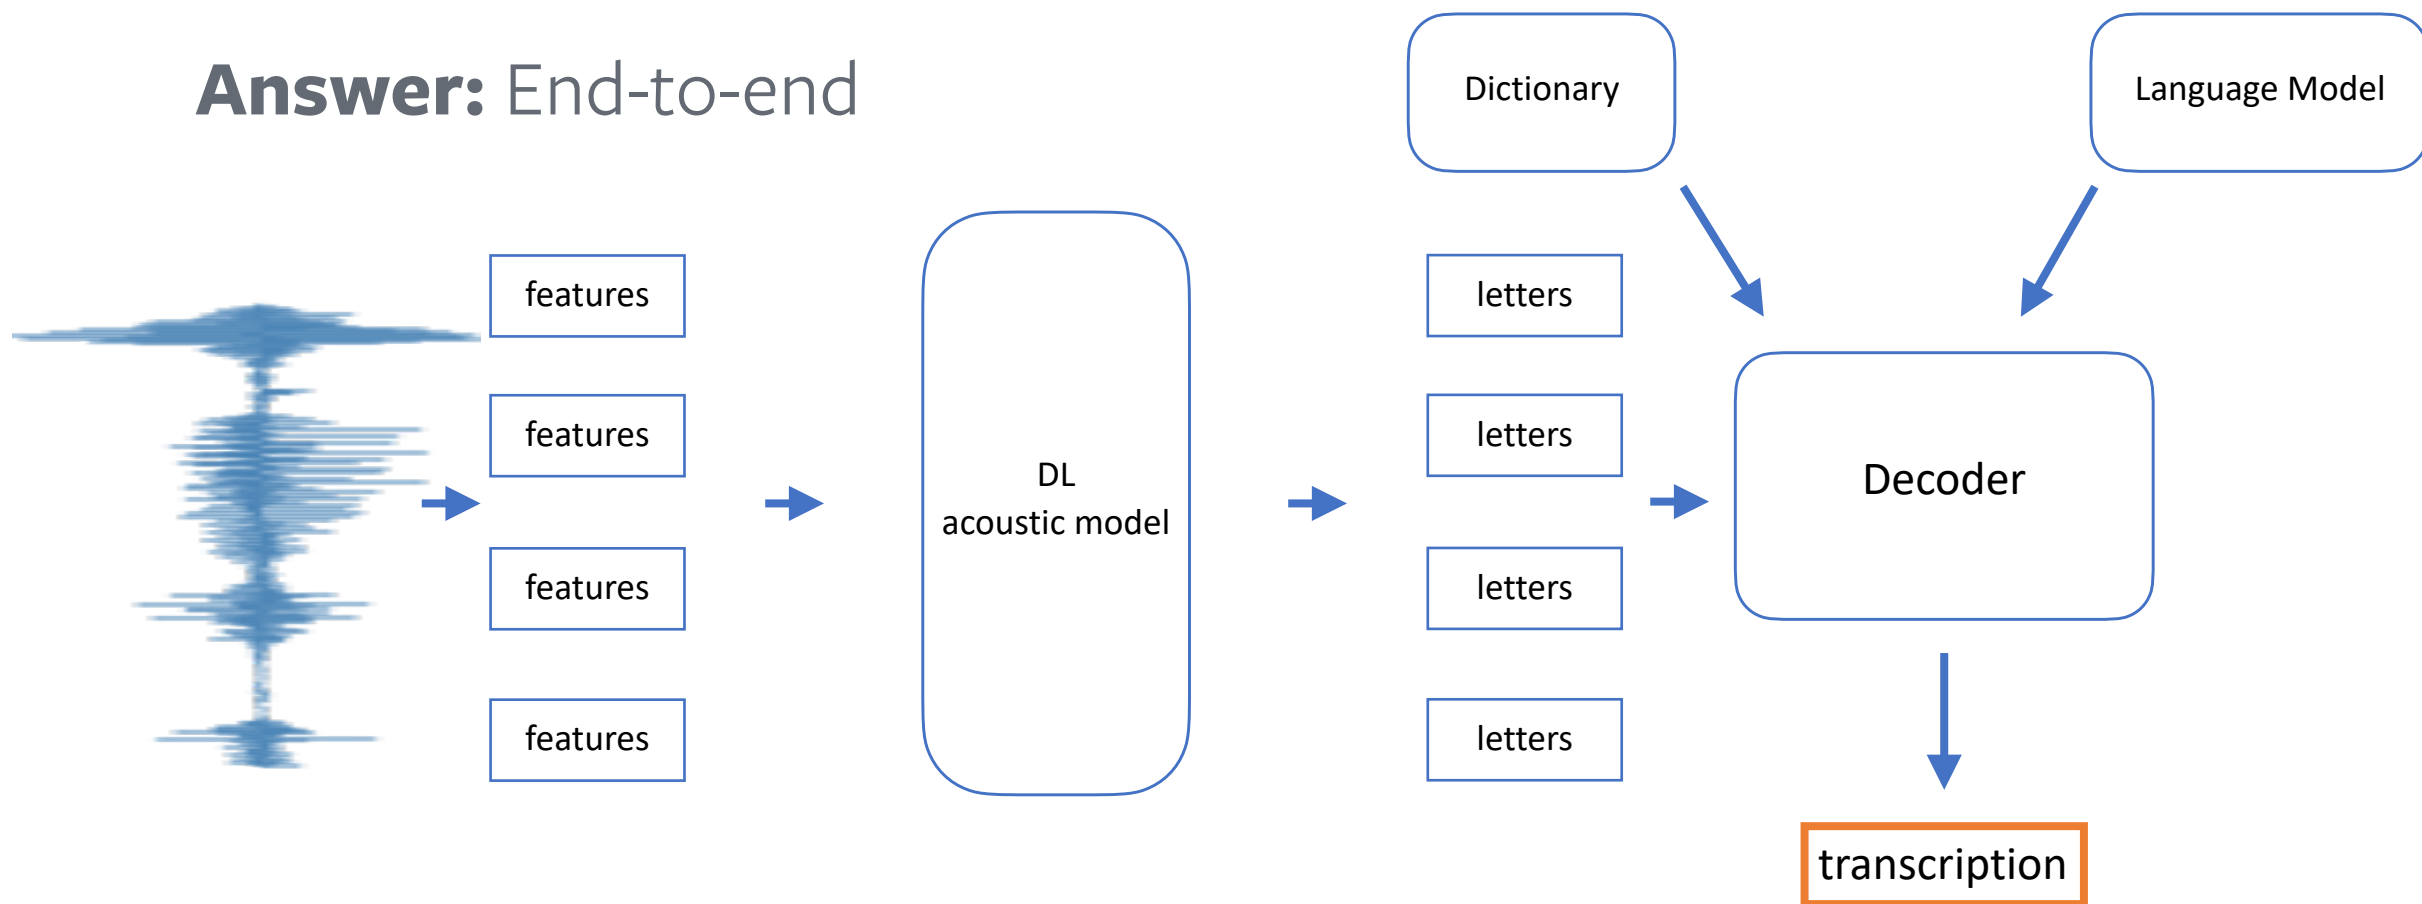 Answer: End-to-end
Dictionary
Language Model
features
features
features
features
DL
acoustic model
letters
letters
letters
letters
Decoder
transcription